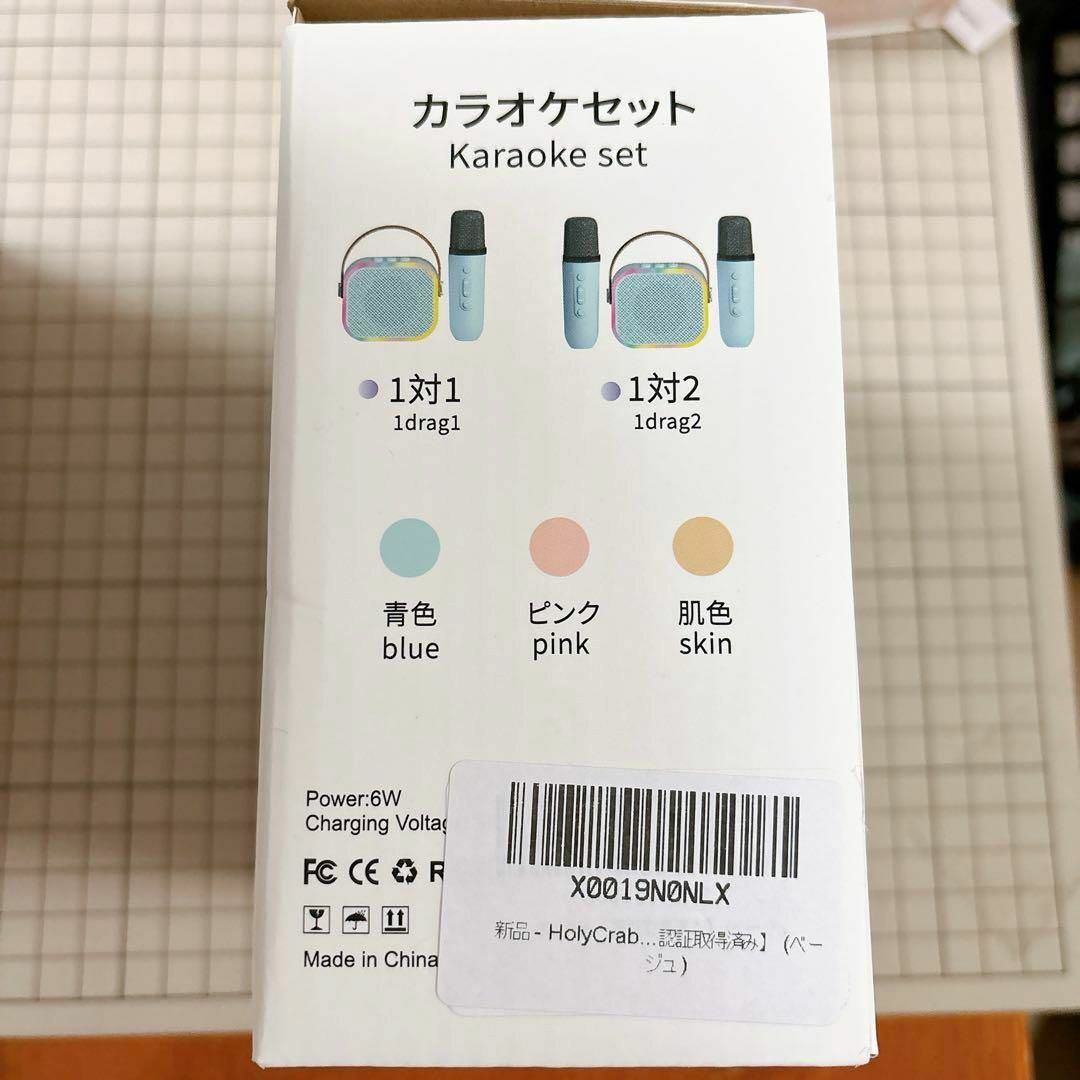 カラオケセット
Karaoke set
1対1
1drag1
1対2
1drag2
青色
blue
ピンク
pink
肌色
skin
Power:6W
Charging
FC CE
Made in China
X0019N0NLX
新品 - HolyCrab...認証取得済み】 (ベー
ジュ)